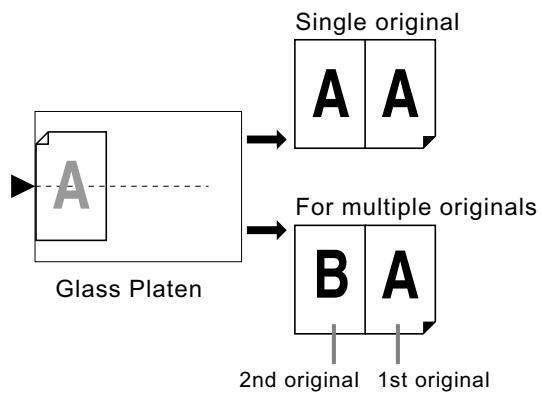 Single original
A A
A
For multiple originals
B A
Glass Platen
2nd original 1st original